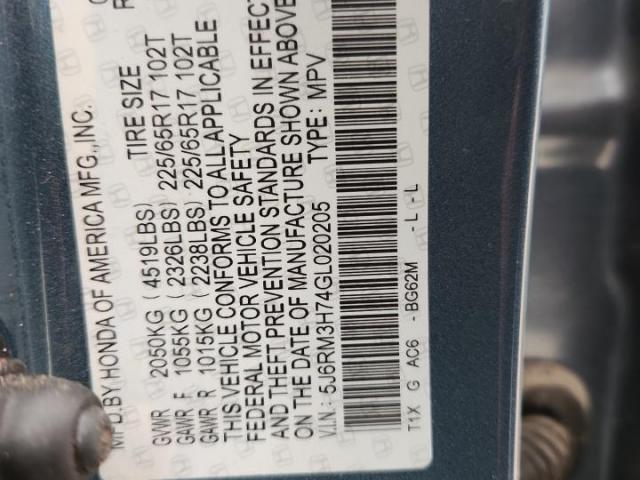 MFD.BY HONDA OF AMERICA MFG.,INC.
TIRE SIZE
GVWR 2050KG (4519LBS)
GAWR F 1055KG (2326LBS) 225/65R17 102T
GAWR R 1015KG (2238LBS) 225/65R17 102T
THIS VEHICLE CONFORMS TO ALL APPLICABLE
FEDERAL MOTOR VEHICLE SAFETY
AND THEFT PREVENTION STANDARDS IN EFFECT
ON THE DATE OF MANUFACTURE SHOWN ABOVE
V.I.N: 5J6RM3H74GL020205 TYPE: MPV
T1X G AC6 - BG62M - L - L